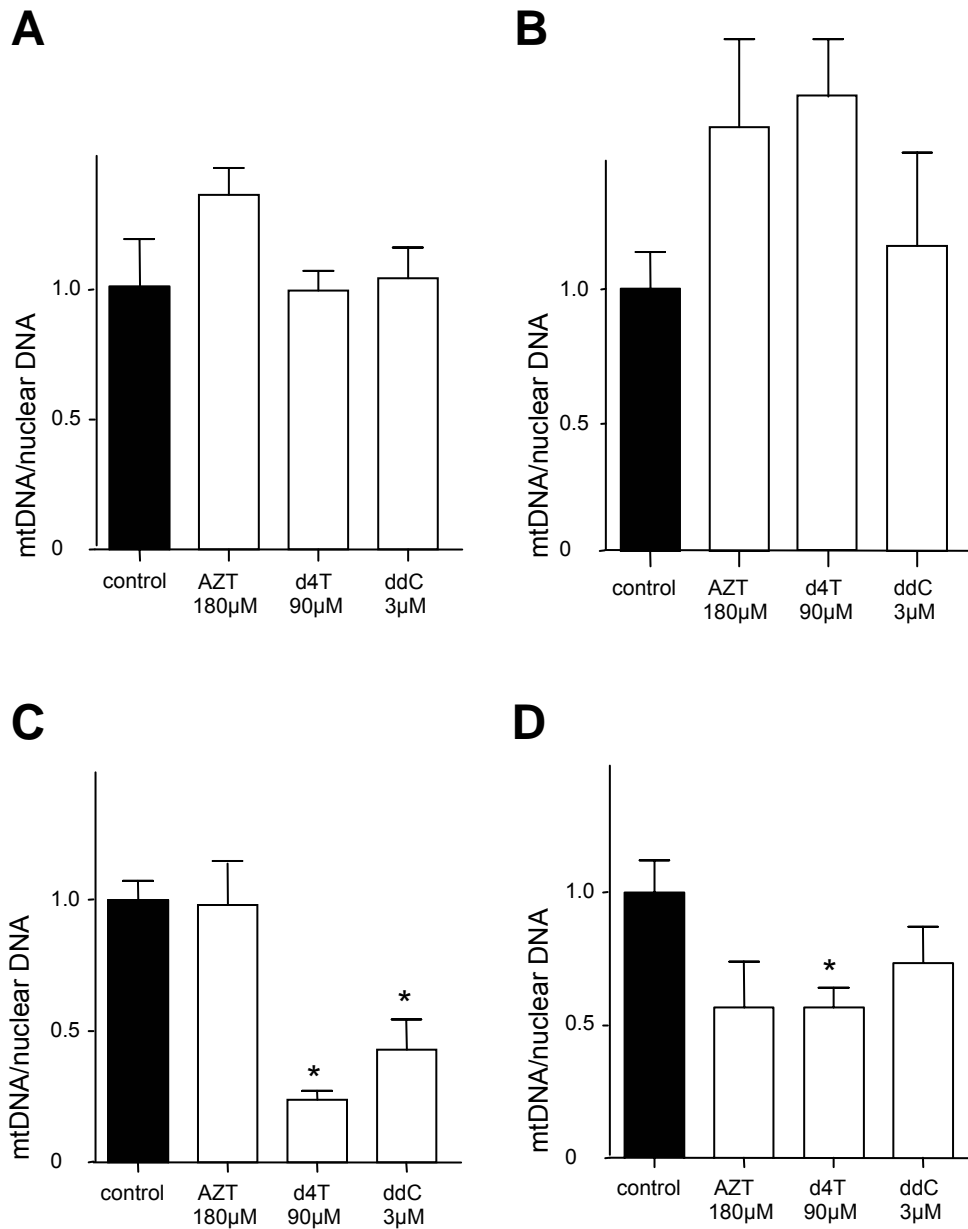 A
mtDNA/nuclear DNA
1.0
0.5
0
control AZT d4T ddC
180µM 90µM 3µM
B
mtDNA/nuclear DNA
1.0
0.5
0
control AZT d4T ddC
180µM 90µM 3µM
C
mtDNA/nuclear DNA
1.0
0.5
0
* *
control AZT d4T ddC
180µM 90µM 3µM
D
mtDNA/nuclear DNA
1.0
0.5
0
*
control AZT d4T ddC
180µM 90µM 3µM